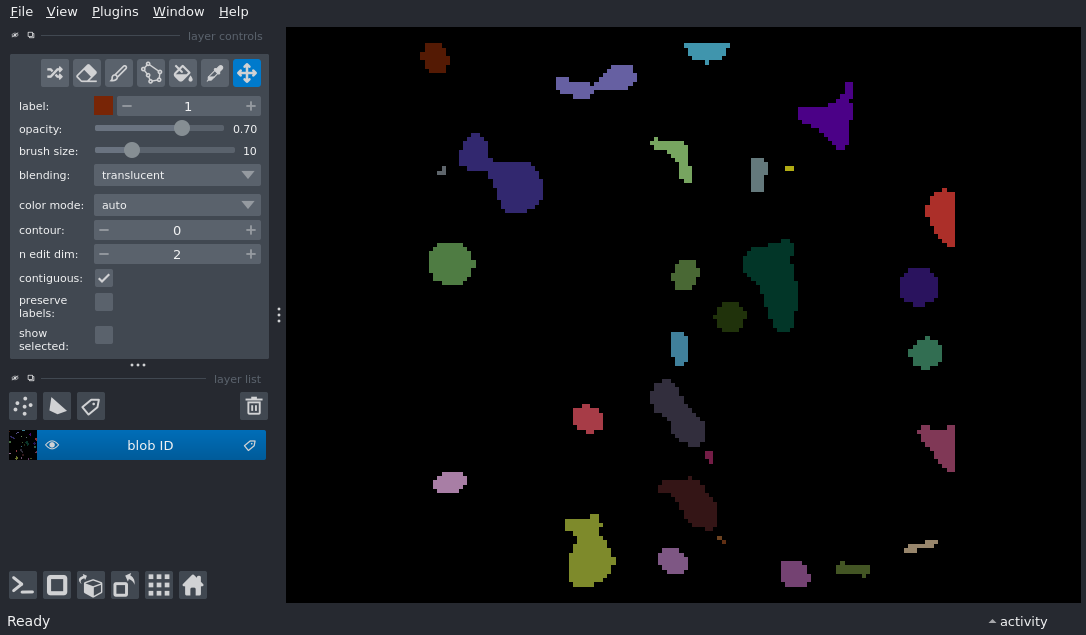 File View Plugins Window Help
layer controls
label: 1
opacity: 0.70
brush size: 10
blending: translucent
color mode: auto
contour: 0
n edit dim: 2
contiguous:
preserve
labels:
show
selected:
layer list
blob ID
Ready
activity